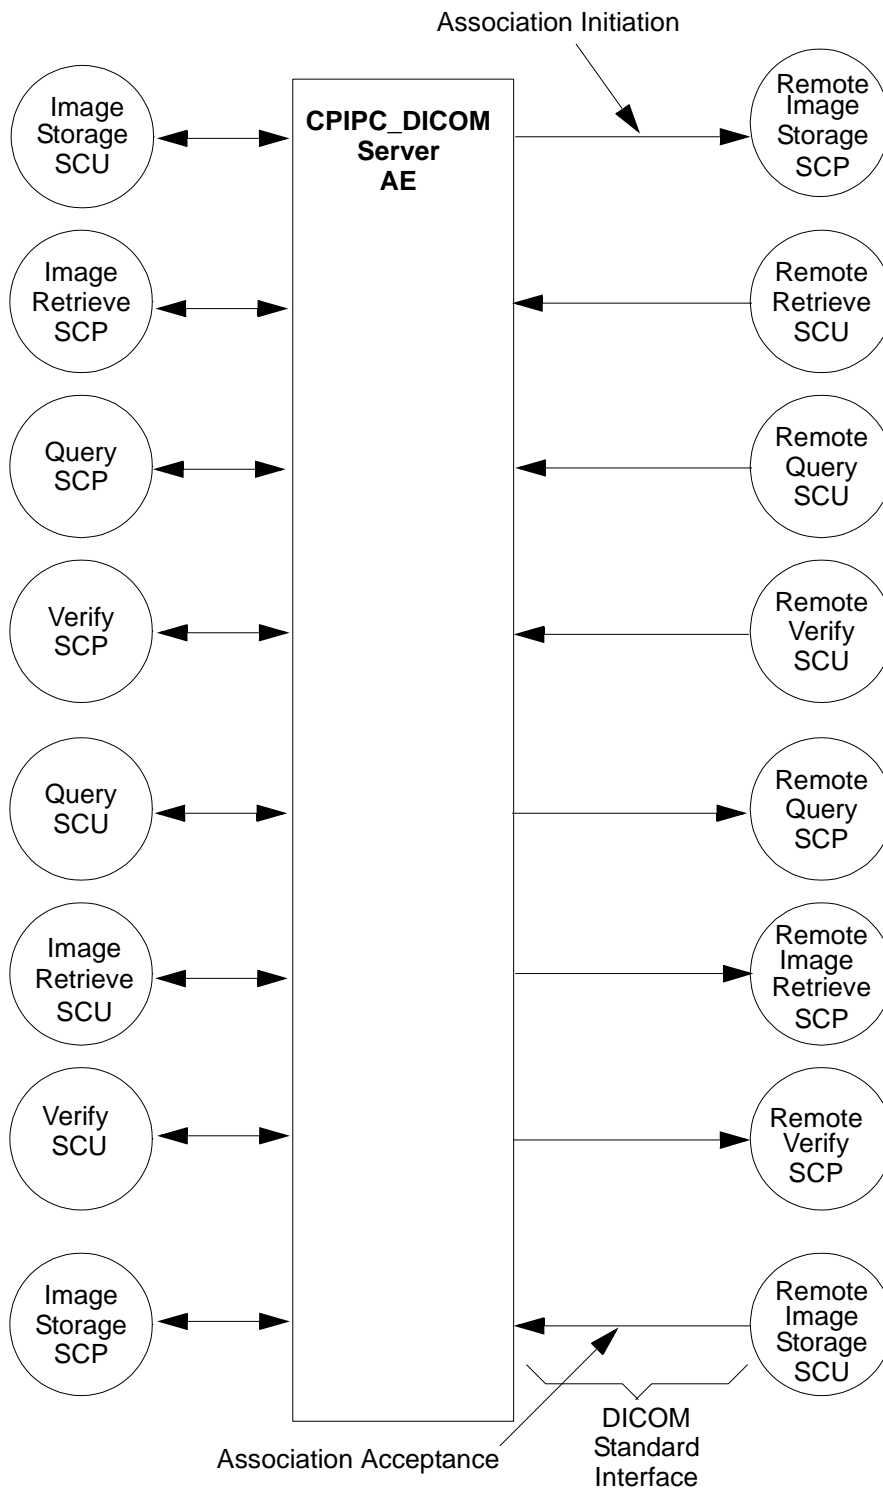 Association Initiation
Image
Storage
SCU
CPIPC_DICOM
Server
AE
Remote
Image
Storage
SCP
Image
Retrieve
SCP
Remote
Retrieve
SCU
Query
SCP
Remote
Query
SCU
Verify
SCP
Remote
Verify
SCU
Query
SCU
Remote
Query
SCP
Image
Retrieve
SCU
Remote
Image
Retrieve
SCP
Verify
SCU
Remote
Verify
SCP
Image
Storage
SCP
Remote
Image
Storage
SCU
Association Acceptance
DICOM
Standard
Interface